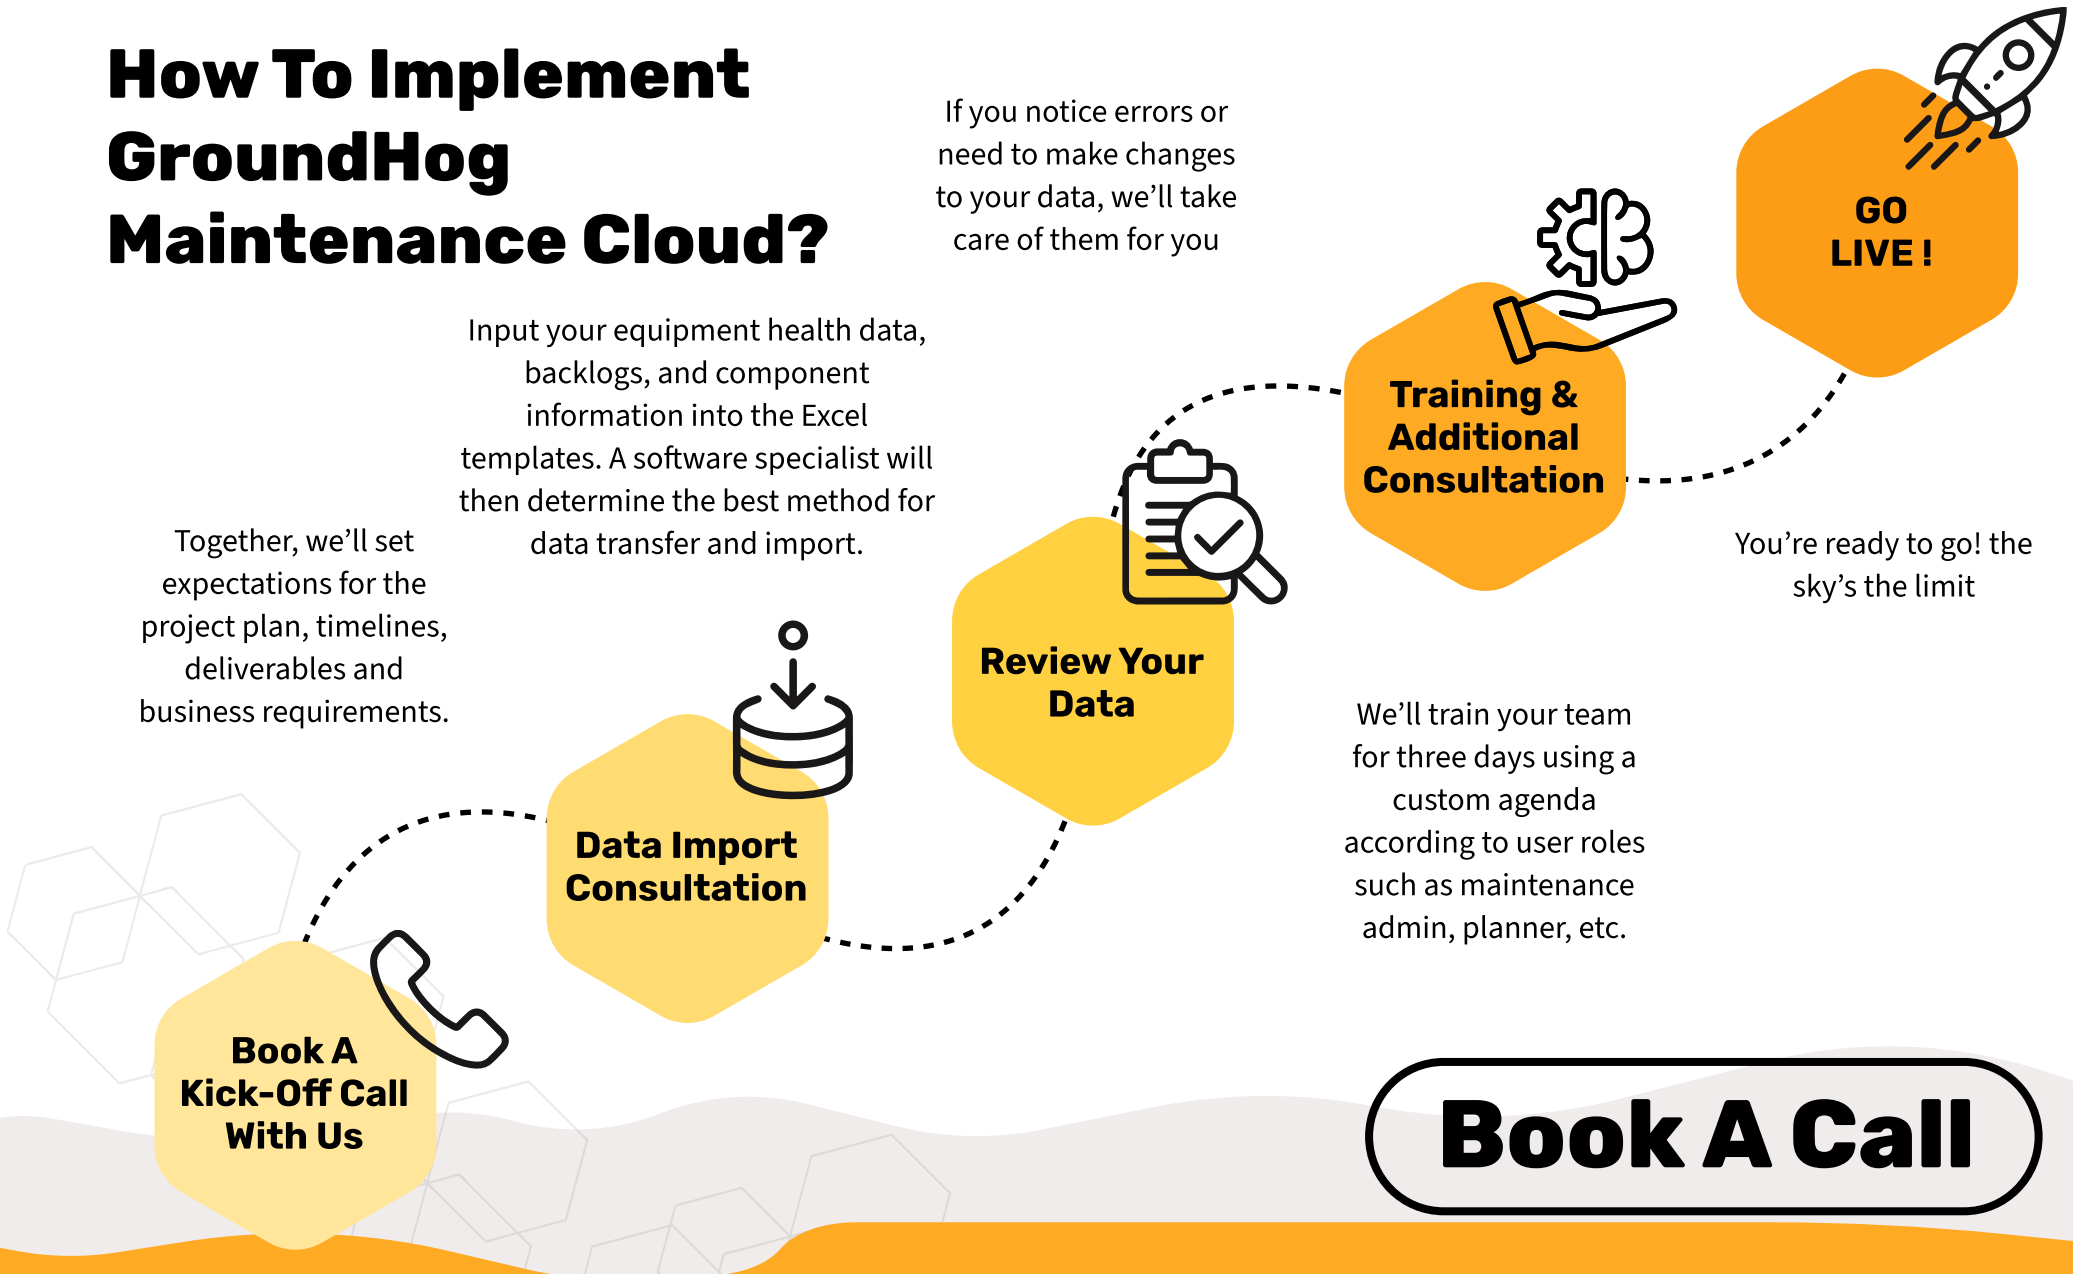 How To Implement
GroundHog
Maintenance Cloud?
Together, we’ll set
expectations for the
project plan, timelines,
deliverables and
business requirements.
Book A
Kick-Off Call
With Us
Input your equipment health data,
backlogs, and component
information into the Excel
templates. A software specialist will
then determine the best method for
data transfer and import.
Data Import
Consultation
If you notice errors or
need to make changes
to your data, we’ll take
care of them for you
Review Your
Data
Training &
Additional
Consultation
We’ll train your team
for three days using a
custom agenda
according to user roles
such as maintenance
admin, planner, etc.
GO
LIVE !
You’re ready to go! the
sky’s the limit
Book A Call